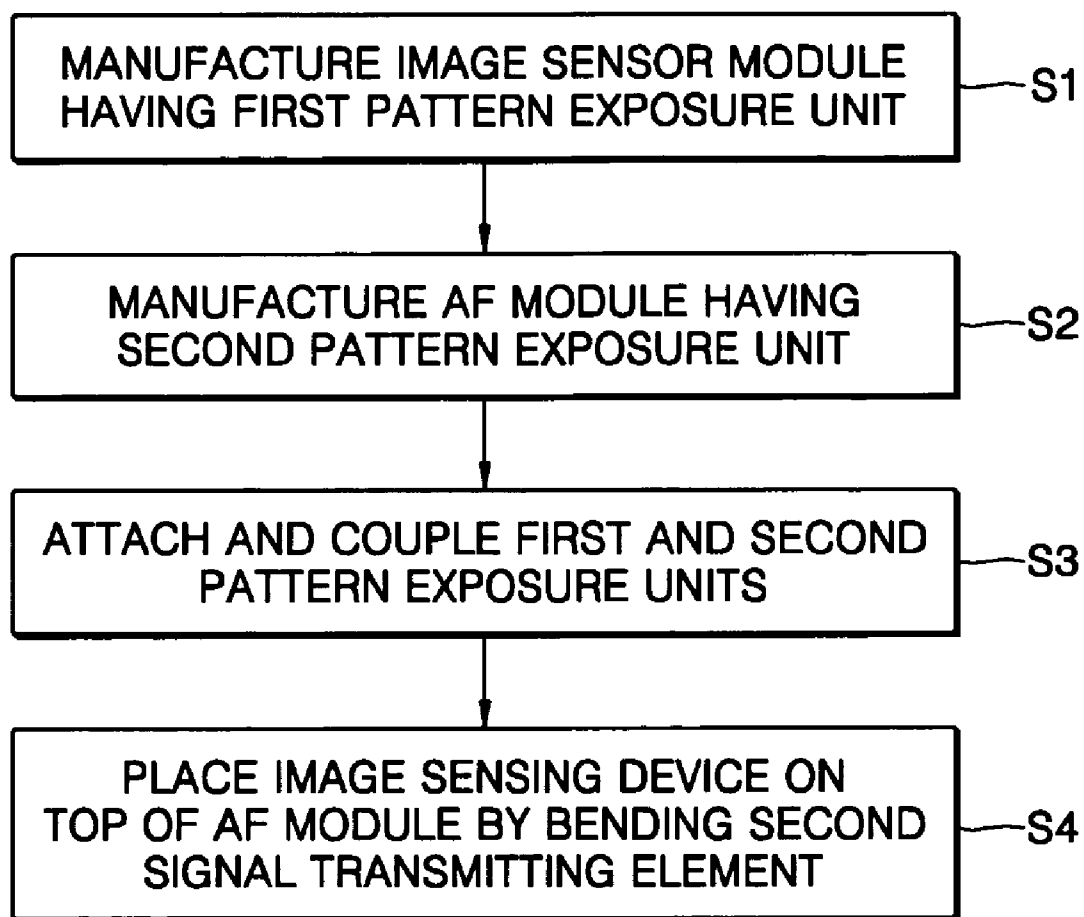 MANUFACTURE IMAGE SENSOR MODULE
HAVING FIRST PATTERN EXPOSURE UNIT
S1
MANUFACTURE AF MODULE HAVING
SECOND PATTERN EXPOSURE UNIT
S2
ATTACH AND COUPLE FIRST AND SECOND
PATTERN EXPOSURE UNITS
S3
PLACE IMAGE SENSING DEVICE ON
TOP OF AF MODULE BY BENDING SECOND
SIGNAL TRANSMITTING ELEMENT
S4